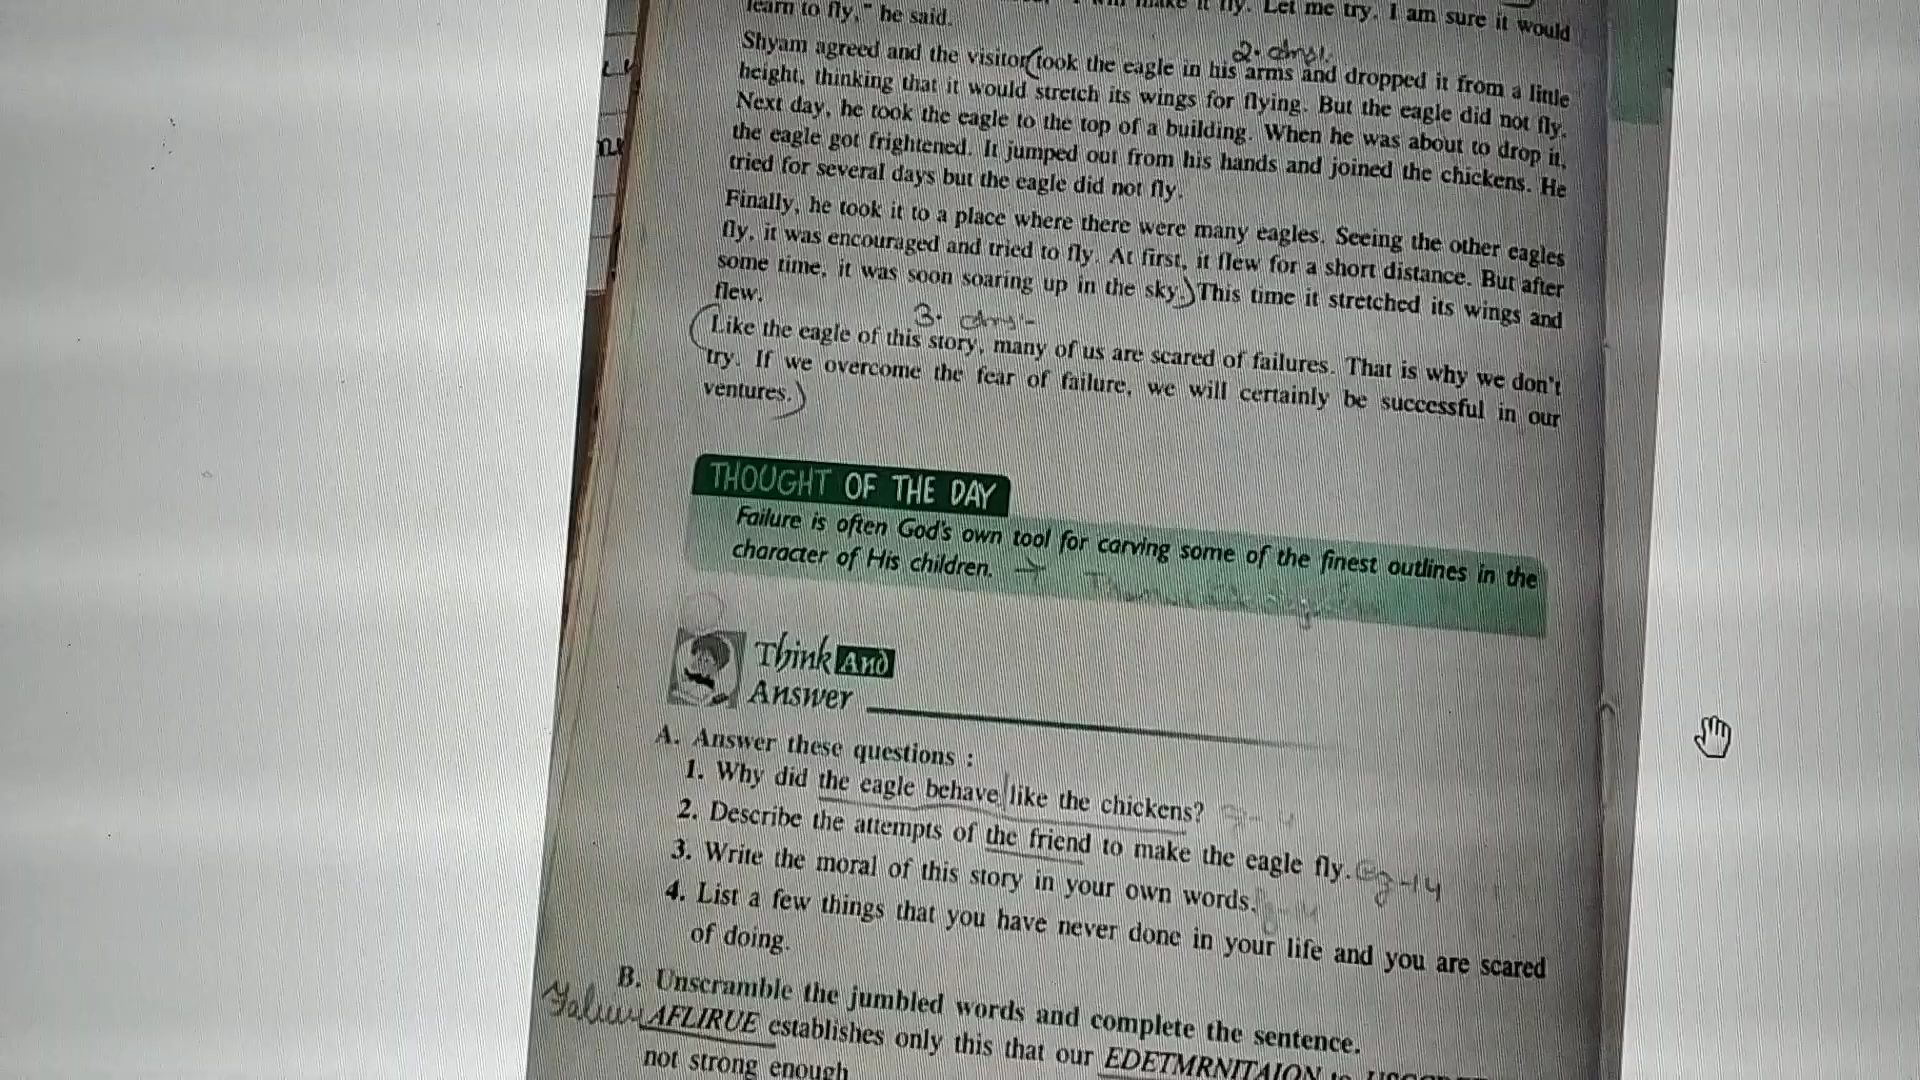 make it fly. Let me try. I am sure it would
learn to fly," he said.
2. Ans.
Shyam agreed and the visitor (took the eagle in his arms and dropped it from a little
height, thinking that it would stretch its wings for flying. But the eagle did not fly.
Next day, he took the eagle to the top of a building. When he was about to drop it,
the eagle got frightened. It jumped out from his hands and joined the chickens. He
tried for several days but the eagle did not fly.
Finally, he took it to a place where there were many eagles. Seeing the other eagles
fly, it was encouraged and tried to fly. At first, it flew for a short distance. But after
some time, it was soon soaring up in the sky.) This time it stretched its wings and
flew.
3. Ans:-
(Like the eagle of this story, many of us are scared of failures. That is why we don't
try. If we overcome the fear of failure, we will certainly be successful in our
ventures.)
THOUGHT OF THE DAY
Failure is often God's own tool for carving some of the finest outlines in the
character of His children.
Think And
Answer
A. Answer these questions :
1. Why did the eagle behave like the chickens?
2. Describe the attempts of the friend to make the eagle fly. -14
3. Write the moral of this story in your own words.
4. List a few things that you have never done in your life and you are scared
of doing.
B. Unscramble the jumbled words and complete the sentence.
AFLIRUE establishes only this that our EDETMRNITAION
not strong enough